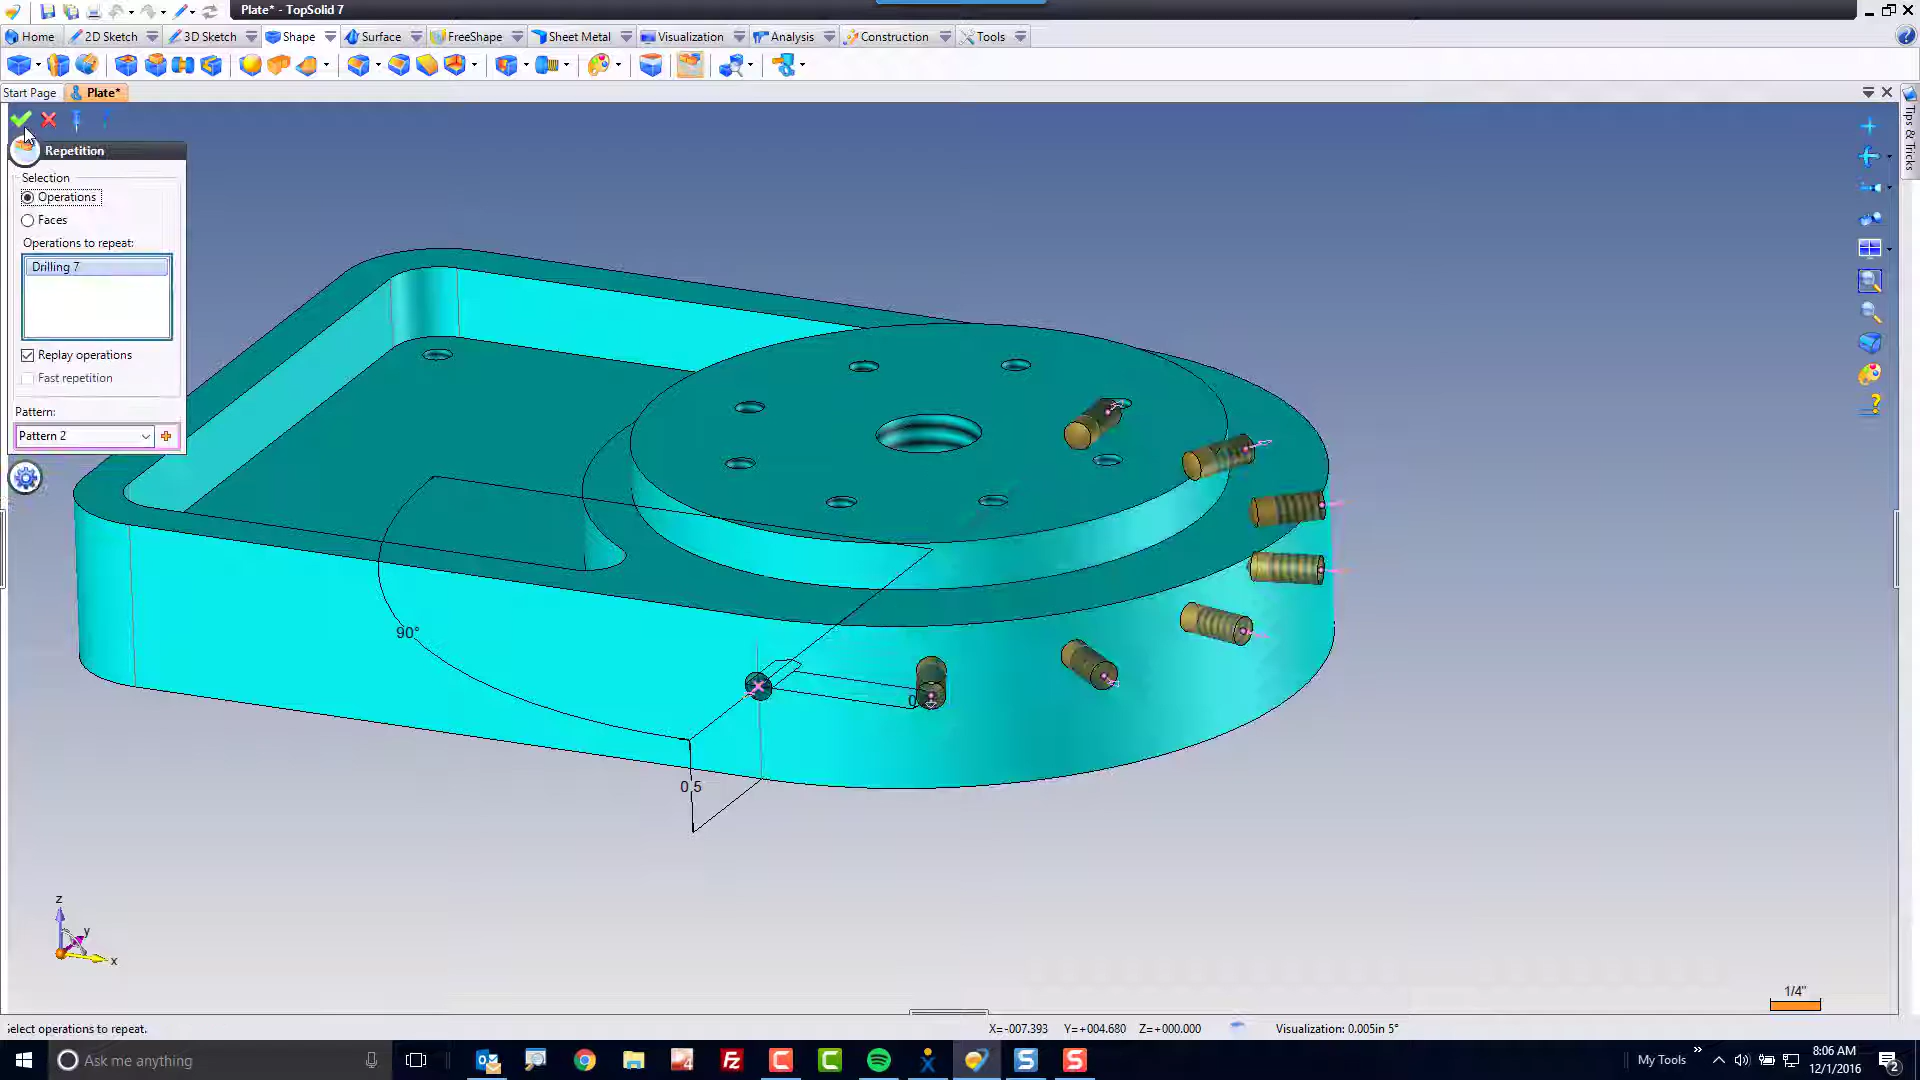 Plate* - TopSolid 7
Home 2D Sketch 3D Sketch Shape Surface FreeShape Sheet Metal Visualization Analysis Construction Tools
Start Page Plate*
Tips & Tricks
Repetition
Selection
Operations
Faces
Operations to repeat:
Drilling 7
Replay operations
Fast repetition
Pattern:
Pattern 2
90°
0
0.5
z
y
x
1/4"
Select operations to repeat.
X=-007.393 Y=+004.680 Z=+000.000 Visualization: 0.005in 5°
Ask me anything
My Tools
8:06 AM
12/1/2016
2